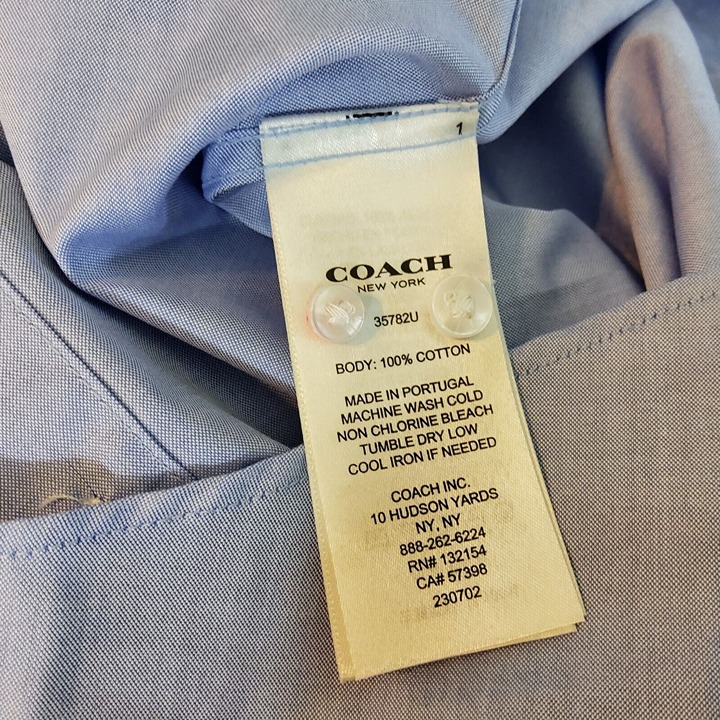 1
COACH
NEW YORK
35782U
BODY: 100% COTTON
MADE IN PORTUGAL
MACHINE WASH COLD
NON CHLORINE BLEACH
TUMBLE DRY LOW
COOL IRON IF NEEDED
COACH INC.
10 HUDSON YARDS
NY, NY
888-262-6224
RN# 132154
CA# 57398
230702